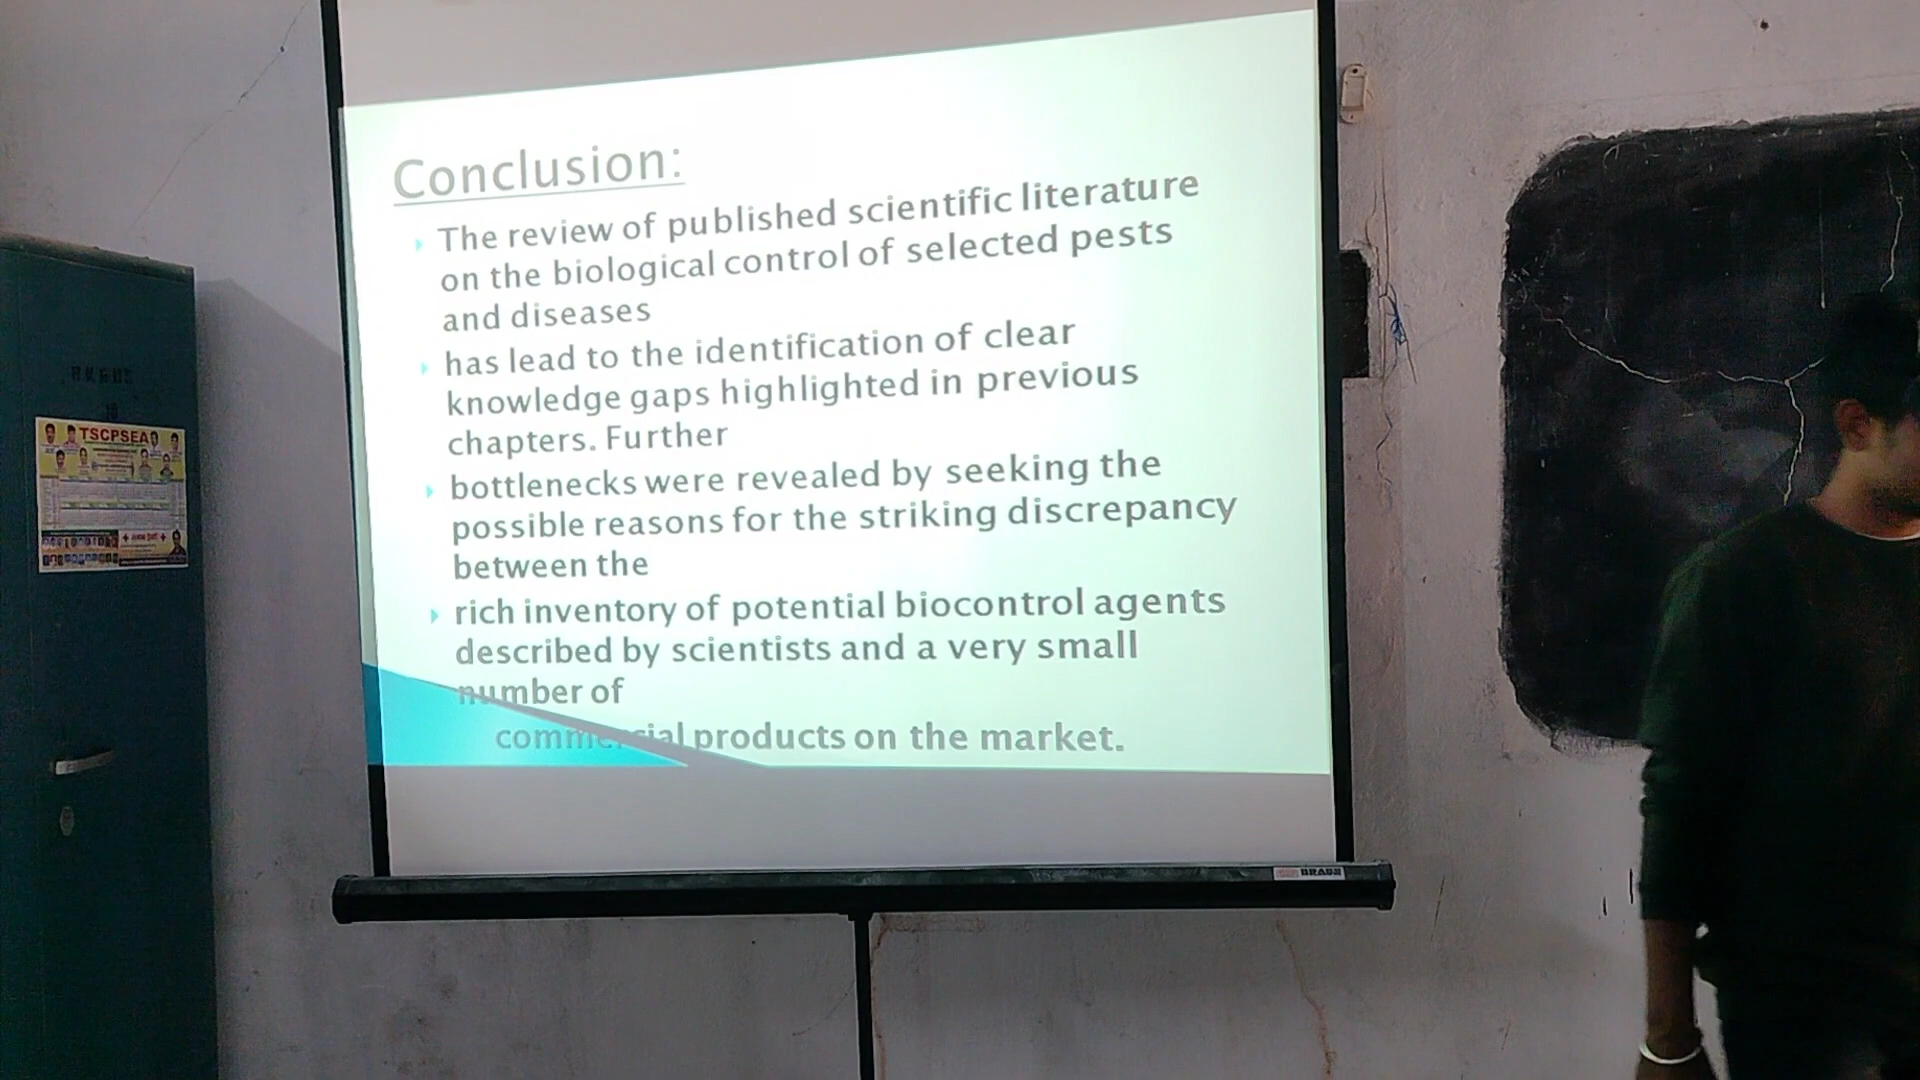 Conclusion:
The review of published scientific literature
on the biological control of selected pests
and diseases
has lead to the identification of clear
knowledge gaps highlighted in previous
chapters. Further
bottlenecks were revealed by seeking the
possible reasons for the striking discrepancy
between the
rich inventory of potential biocontrol agents
described by scientists and a very small
number of
commercial products on the market.
TSCPSEA